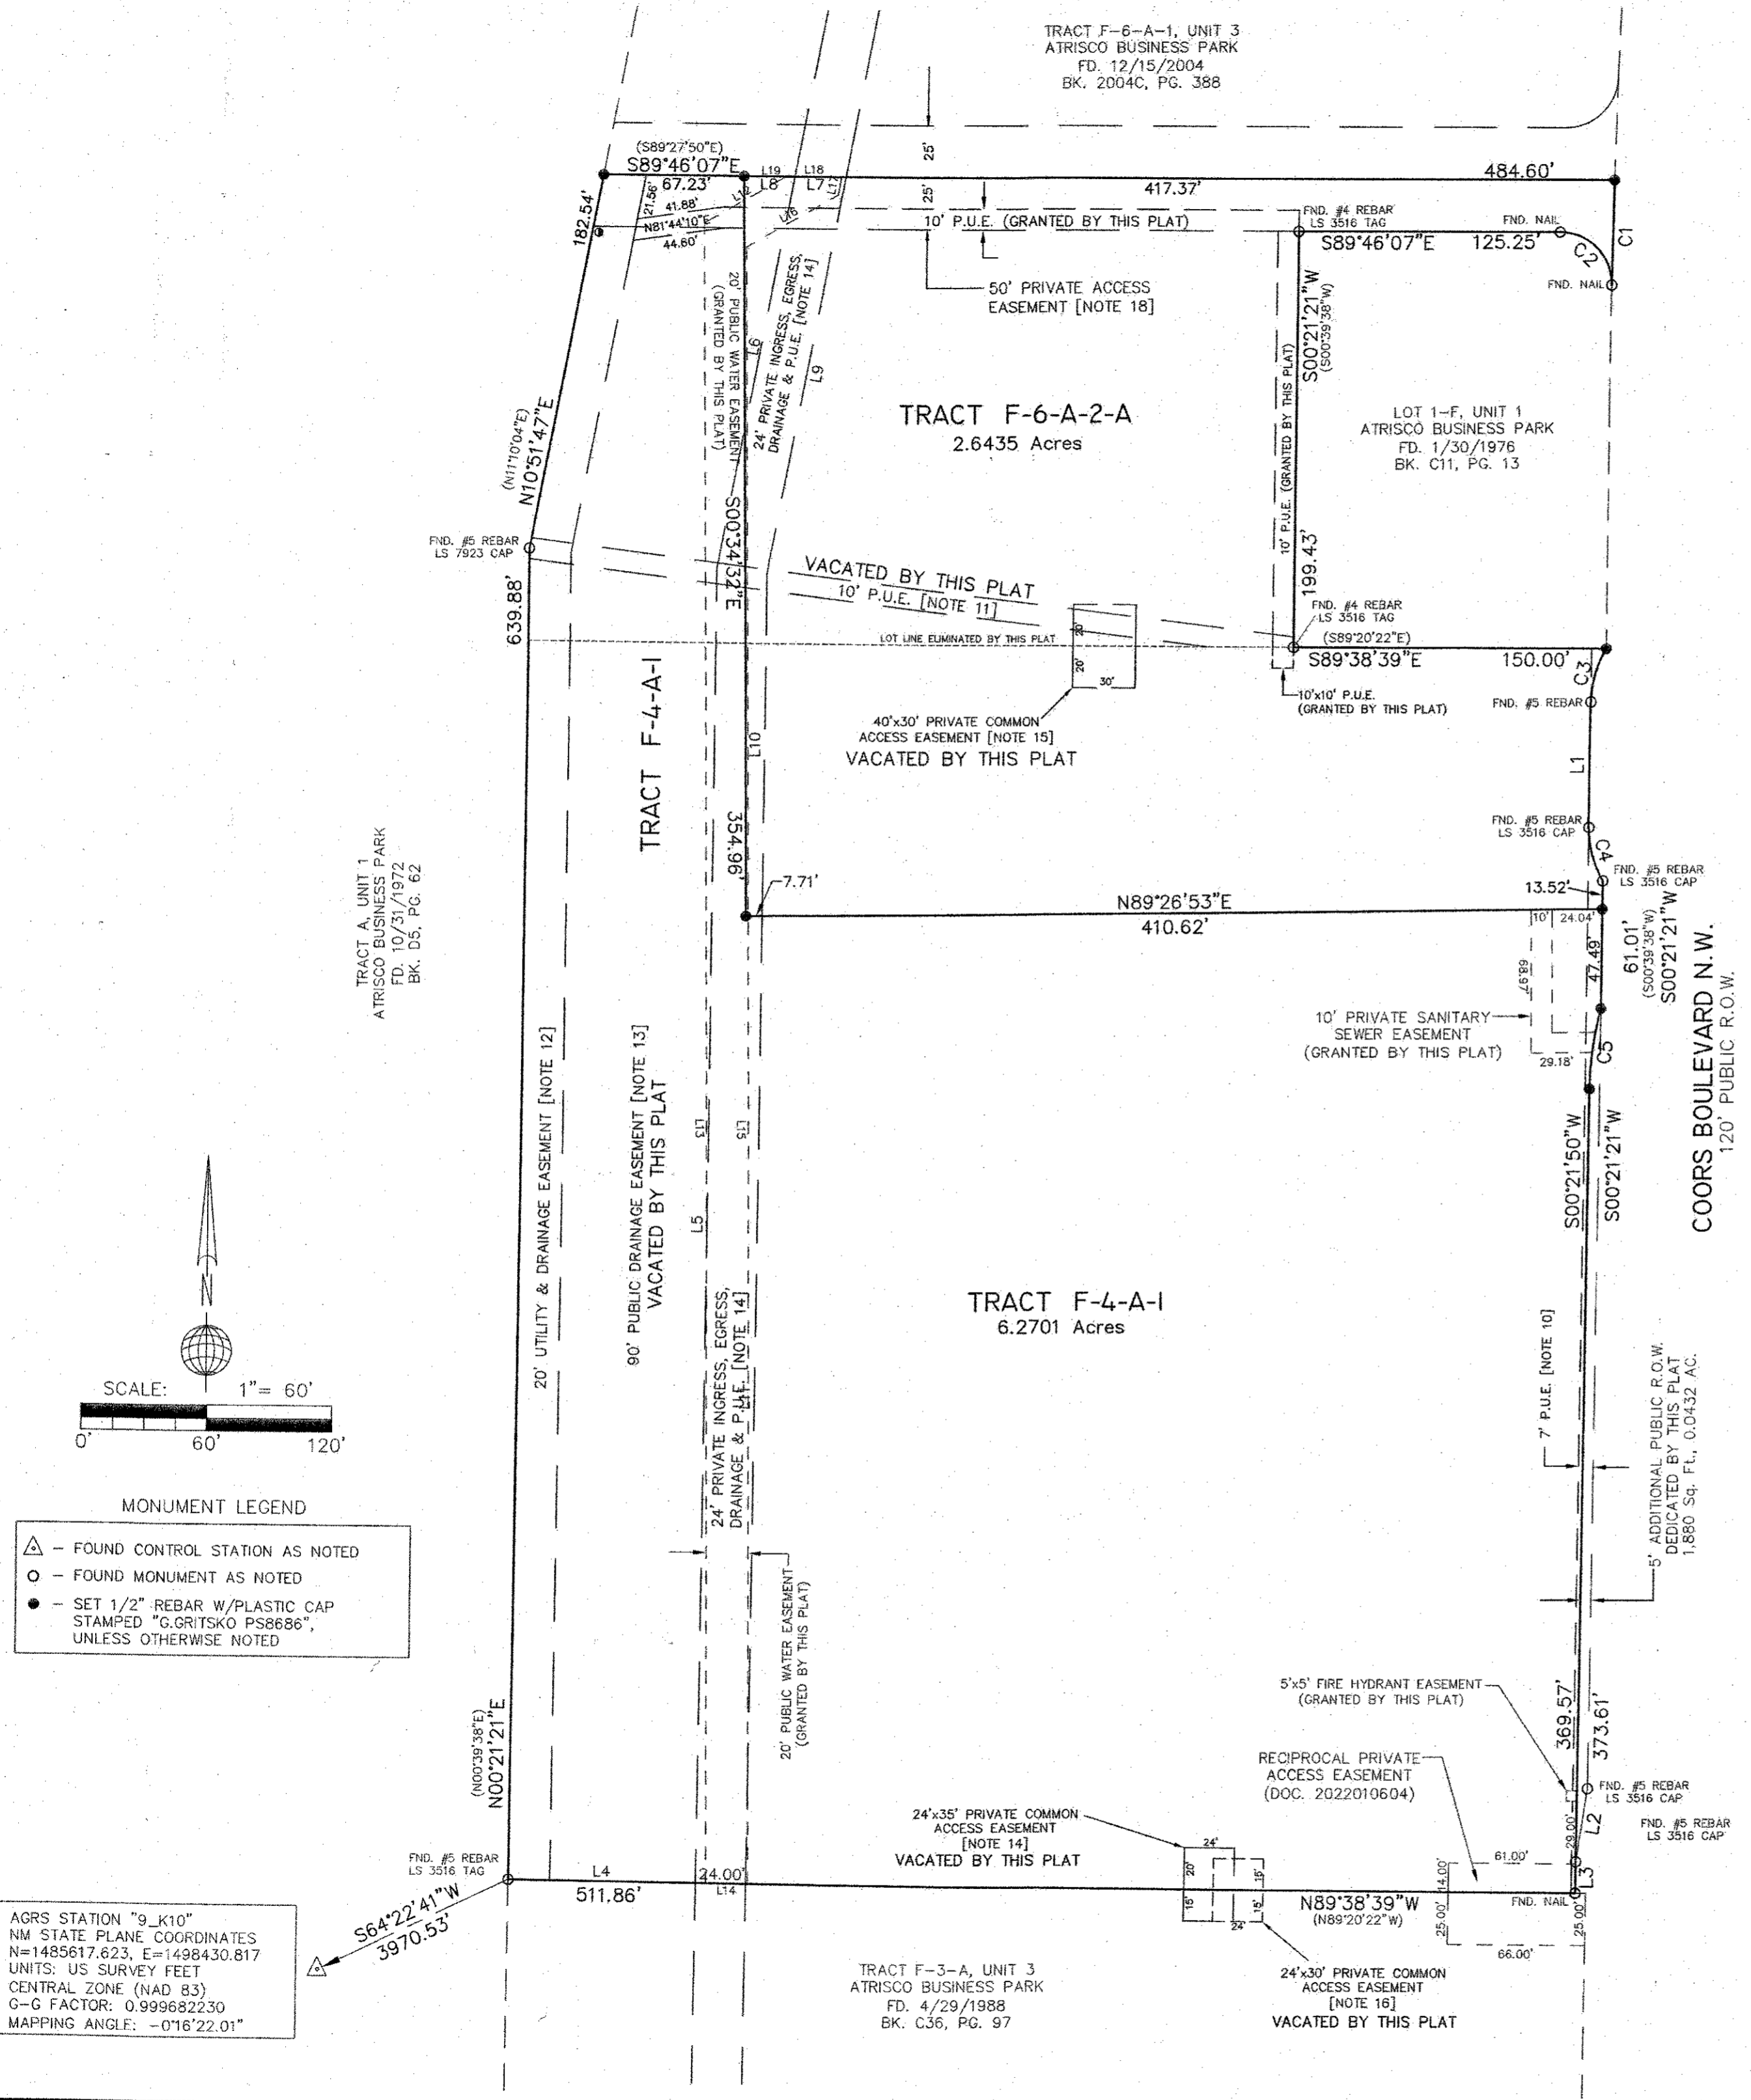 TRACT F-6-A-1, UNIT 3
ATRISCO BUSINESS PARK
FD. 12/15/2004
BK. 2004C, PG. 388
25'
25'
(S89°27'50"E)
S89°46'07"E
67.23'
L19
L18
L8
L7
L17
L16
417.37'
484.60'
182.54'
21.56'
41.88'
N81°44'10"E
44.60'
10' P.U.E. (GRANTED BY THIS PLAT)
FND. #4 REBAR
LS 3516 TAG
FND. NAIL
S89°46'07"E
125.25'
C2
C1
FND. NAIL
50' PRIVATE ACCESS
EASEMENT [NOTE 18]
20' PUBLIC WATER EASEMENT
(GRANTED BY THIS PLAT)
24' PRIVATE INGRESS, EGRESS,
DRAINAGE & P.U.E. [NOTE 14]
L6
L9
S00°21'21"W
(S00°39'38"W)
10' P.U.E. (GRANTED BY THIS PLAT)
199.43'
TRACT F-6-A-2-A
2.6435 Acres
LOT 1-F, UNIT 1
ATRISCO BUSINESS PARK
FD. 1/30/1976
BK. C11, PG. 13
(N11°10'04"E)
N10°51'47"E
FND. #5 REBAR
LS 7923 CAP
S00°34'32"E
VACATED BY THIS PLAT
10' P.U.E. [NOTE 11]
639.88'
LOT LINE ELIMINATED BY THIS PLAT
20'
20'
30'
FND. #4 REBAR
LS 3516 TAG
(S89°20'22"E)
S89°38'39"E
150.00'
C3
10'x10' P.U.E.
(GRANTED BY THIS PLAT)
FND. #5 REBAR
40'x30' PRIVATE COMMON
ACCESS EASEMENT [NOTE 15]
VACATED BY THIS PLAT
TRACT F-4-A-1
L10
L1
354.96'
FND. #5 REBAR
LS 3516 CAP
C4
FND. #5 REBAR
LS 3516 CAP
TRACT A, UNIT 1
ATRISCO BUSINESS PARK
FD. 10/31/1972
BK. D5, PG. 62
7.71'
N89°26'53"E
410.62'
13.52'
10'
24.04'
47.49'
61.01'
(S00°39'38"W)
S00°21'21"W
68.97'
10' PRIVATE SANITARY
SEWER EASEMENT
(GRANTED BY THIS PLAT)
29.18'
C5
COORS BOULEVARD N.W.
120' PUBLIC R.O.W.
20' UTILITY & DRAINAGE EASEMENT [NOTE 12]
90' PUBLIC DRAINAGE EASEMENT [NOTE 13]
VACATED BY THIS PLAT
L13
L15
L5
S00°21'50"W
S00°21'21"W
24' PRIVATE INGRESS, EGRESS,
DRAINAGE & P.U.E. [NOTE 14]
TRACT F-4-A-1
6.2701 Acres
7' P.U.E. [NOTE 10]
5' ADDITIONAL PUBLIC R.O.W.
DEDICATED BY THIS PLAT
1,880 Sq. Ft., 0.0432 AC.
N
SCALE: 1"= 60'
0'
60'
120'
MONUMENT LEGEND
– FOUND CONTROL STATION AS NOTED
– FOUND MONUMENT AS NOTED
– SET 1/2" REBAR W/PLASTIC CAP
STAMPED "G.GRITSKO PS8686",
UNLESS OTHERWISE NOTED
20' PUBLIC WATER EASEMENT
(GRANTED BY THIS PLAT)
(N00°39'38"E)
N00°21'21"E
369.57'
373.61'
5'x5' FIRE HYDRANT EASEMENT
(GRANTED BY THIS PLAT)
RECIPROCAL PRIVATE
ACCESS EASEMENT
(DOC. 2022010604)
FND. #5 REBAR
LS 3516 CAP
L2
29.00'
FND. #5 REBAR
LS 3516 CAP
24'x35' PRIVATE COMMON
ACCESS EASEMENT
[NOTE 14]
VACATED BY THIS PLAT
FND. #5 REBAR
LS 3516 TAG
L4
511.86'
24.00'
L14
24'
20'
15'
15'
15'
24'
N89°38'39"W
(N89°20'22"W)
61.00'
14.00'
25.00'
FND. NAIL
L3
25.00'
66.00'
S64°22'41"W
3970.53'
AGRS STATION "9_K10"
NM STATE PLANE COORDINATES
N=1485617.623, E=1498430.817
UNITS: US SURVEY FEET
CENTRAL ZONE (NAD 83)
G-G FACTOR: 0.999682230
MAPPING ANGLE: -0°16'22.01"
TRACT F-3-A, UNIT 3
ATRISCO BUSINESS PARK
FD. 4/29/1988
BK. C36, PG. 97
24'x30' PRIVATE COMMON
ACCESS EASEMENT
[NOTE 16]
VACATED BY THIS PLAT